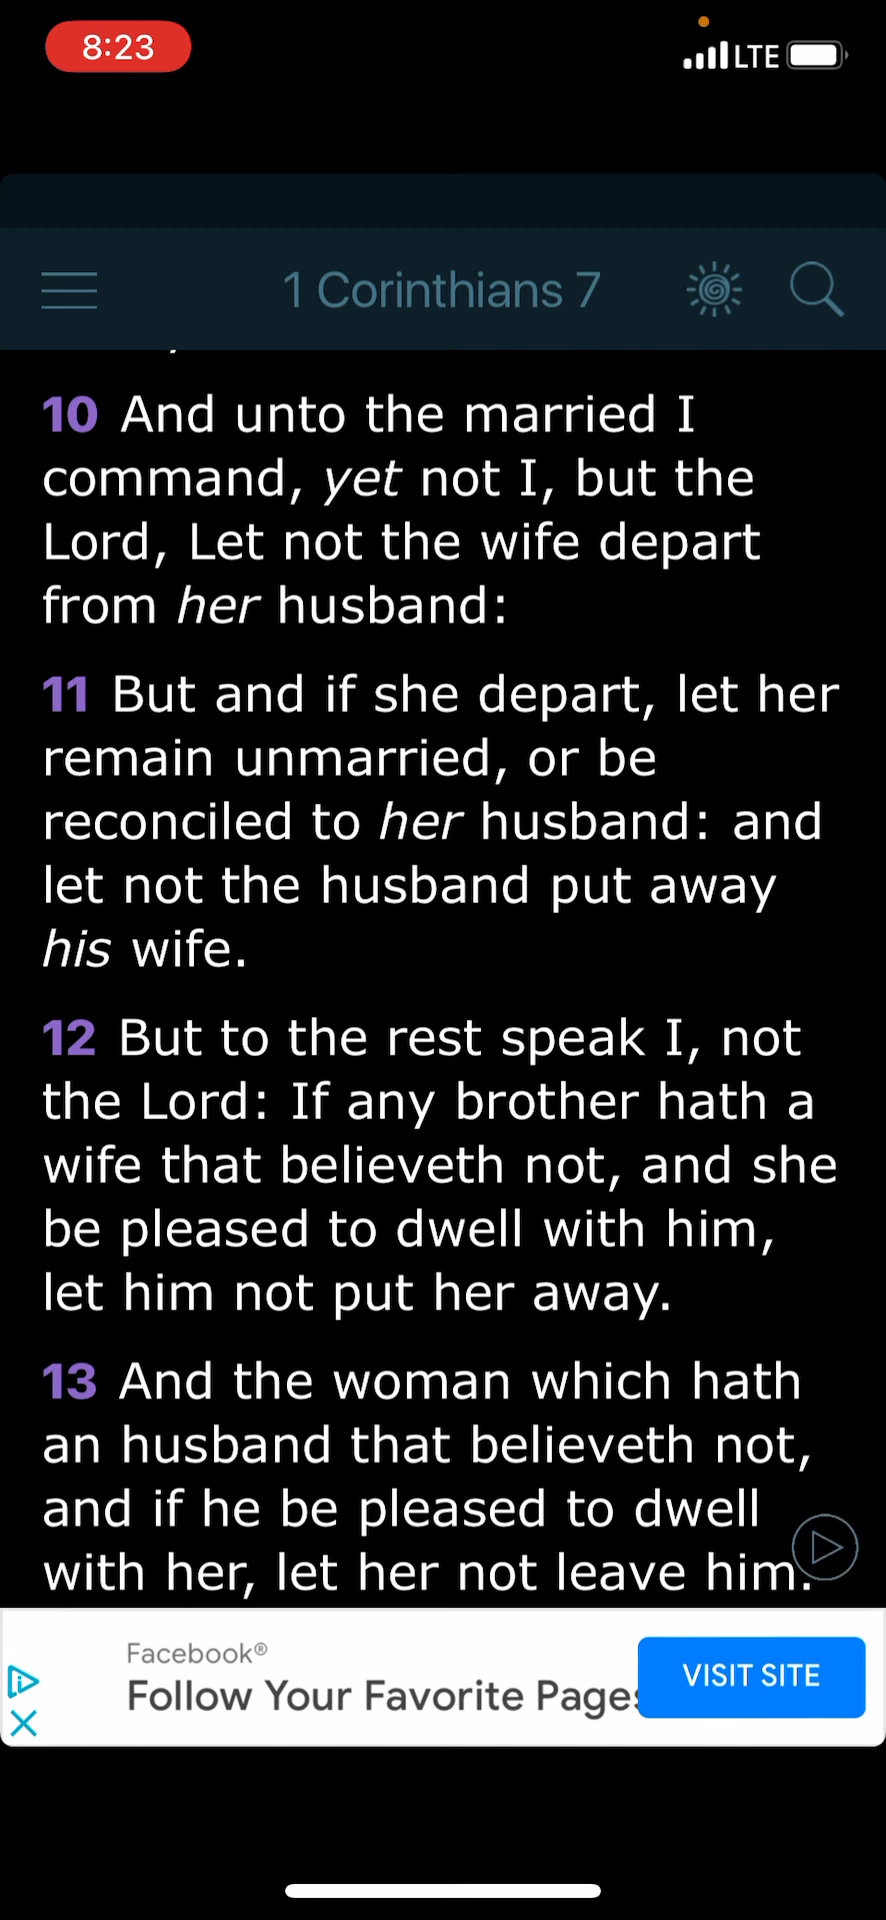 8:23
LTE
1 Corinthians 7
10 And unto the married I
command, yet not I, but the
Lord, Let not the wife depart
from her husband:
11 But and if she depart, let her
remain unmarried, or be
reconciled to her husband: and
let not the husband put away
his wife.
12 But to the rest speak I, not
the Lord: If any brother hath a
wife that believeth not, and she
be pleased to dwell with him,
let him not put her away.
13 And the woman which hath
an husband that believeth not,
and if he be pleased to dwell
with her, let her not leave him.
Facebook®
Follow Your Favorite Pages
VISIT SITE